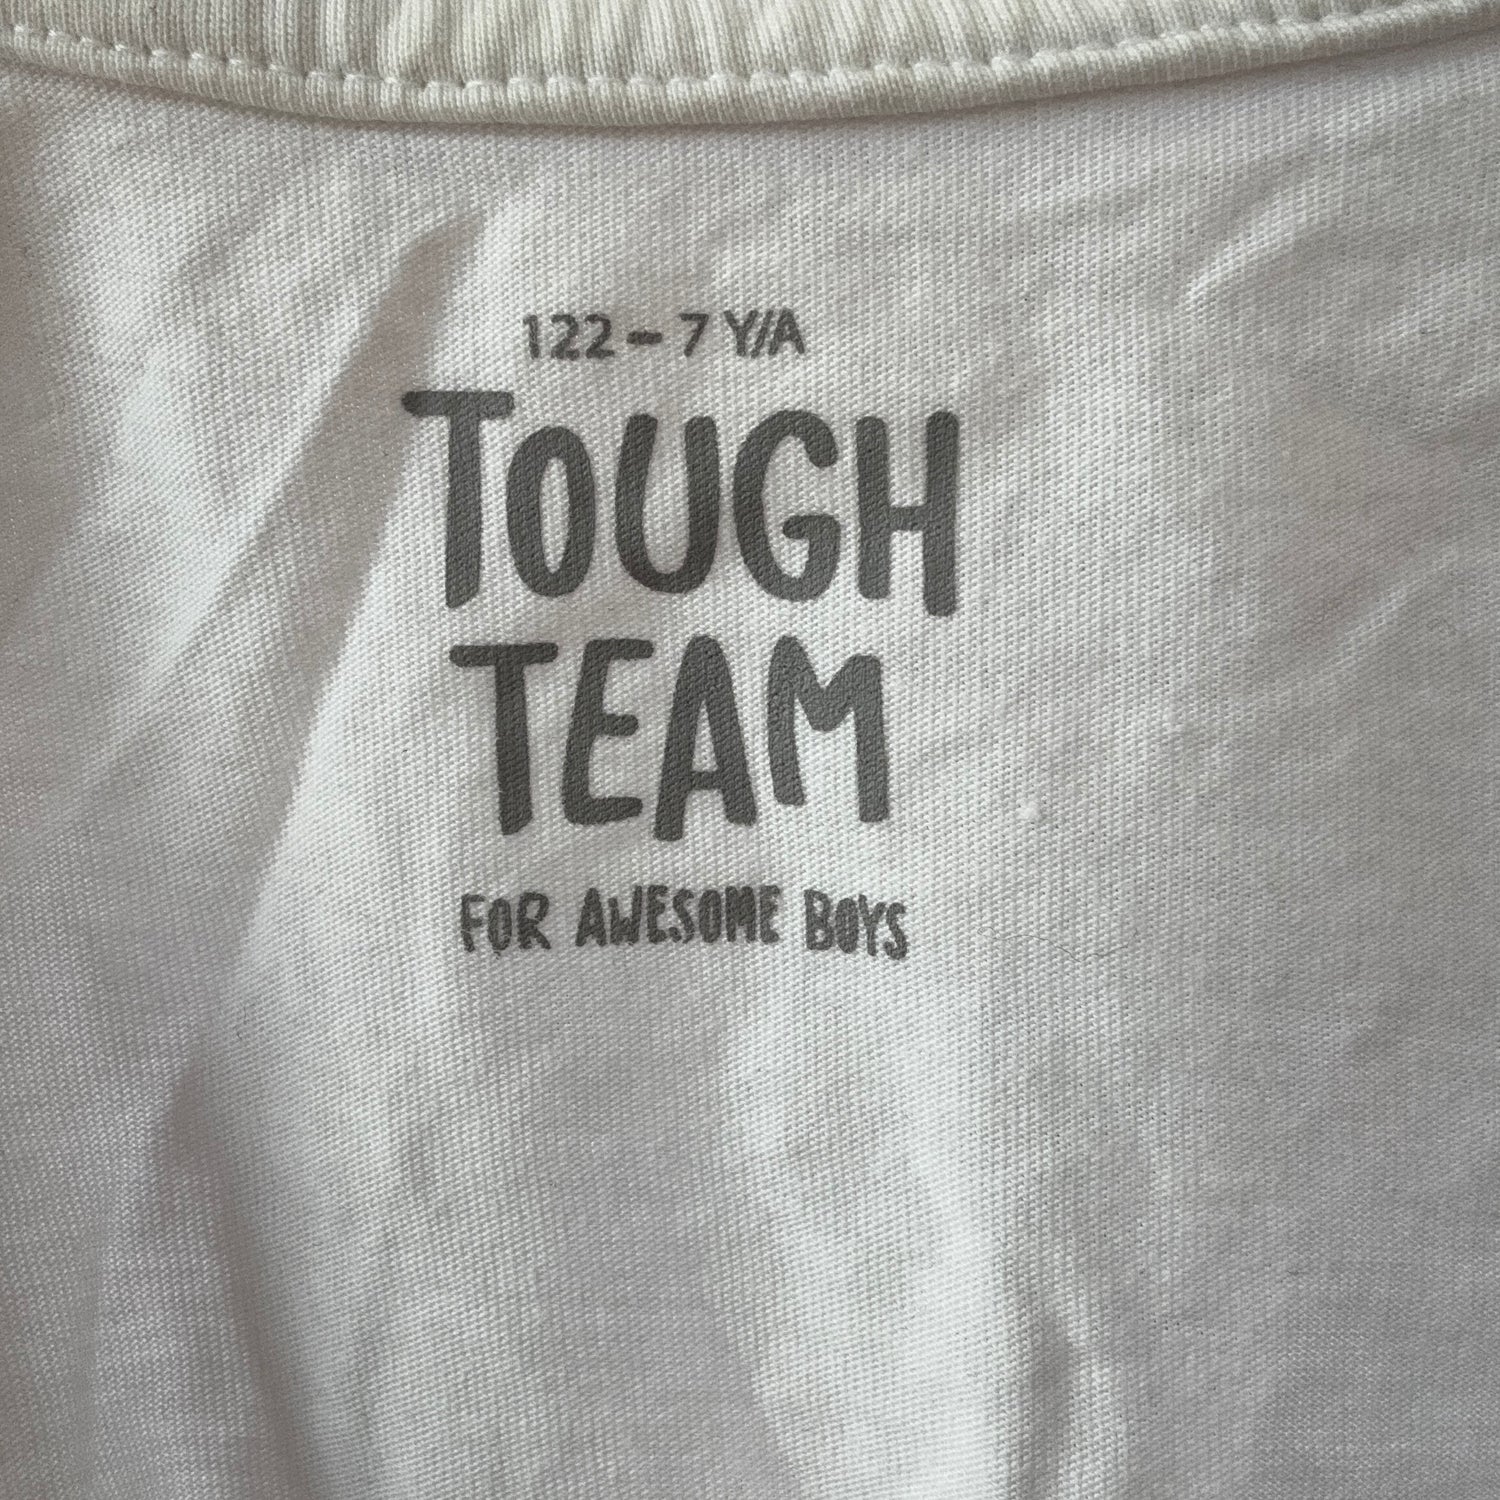 122 – 7 Y/A
TOUGH
TEAM
FOR AWESOME BOYS